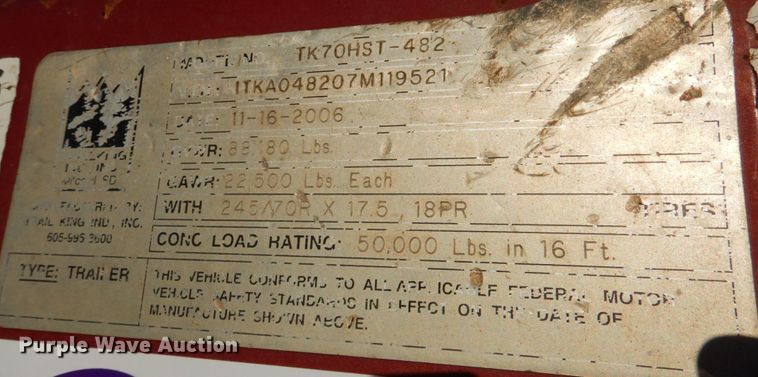 TK70HST-482
1TKA048207M119521
DATE: 11-16-2006
Lbs.
GAWR: 22,500 Lbs. Each
WITH 245/70R X 17.5, 18PR TIRES
TRAIL KING IND., INC.
605-995-3600
CONC LOAD RATING: 50,000 Lbs. in 16 Ft.
TYPE: TRAILER
THIS VEHICLE CONFORMS TO ALL APPLICABLE FEDERAL MOTOR
VEHICLE SAFETY STANDARDS IN EFFECT ON THE DATE OF
MANUFACTURE SHOWN ABOVE.
Purple Wave Auction